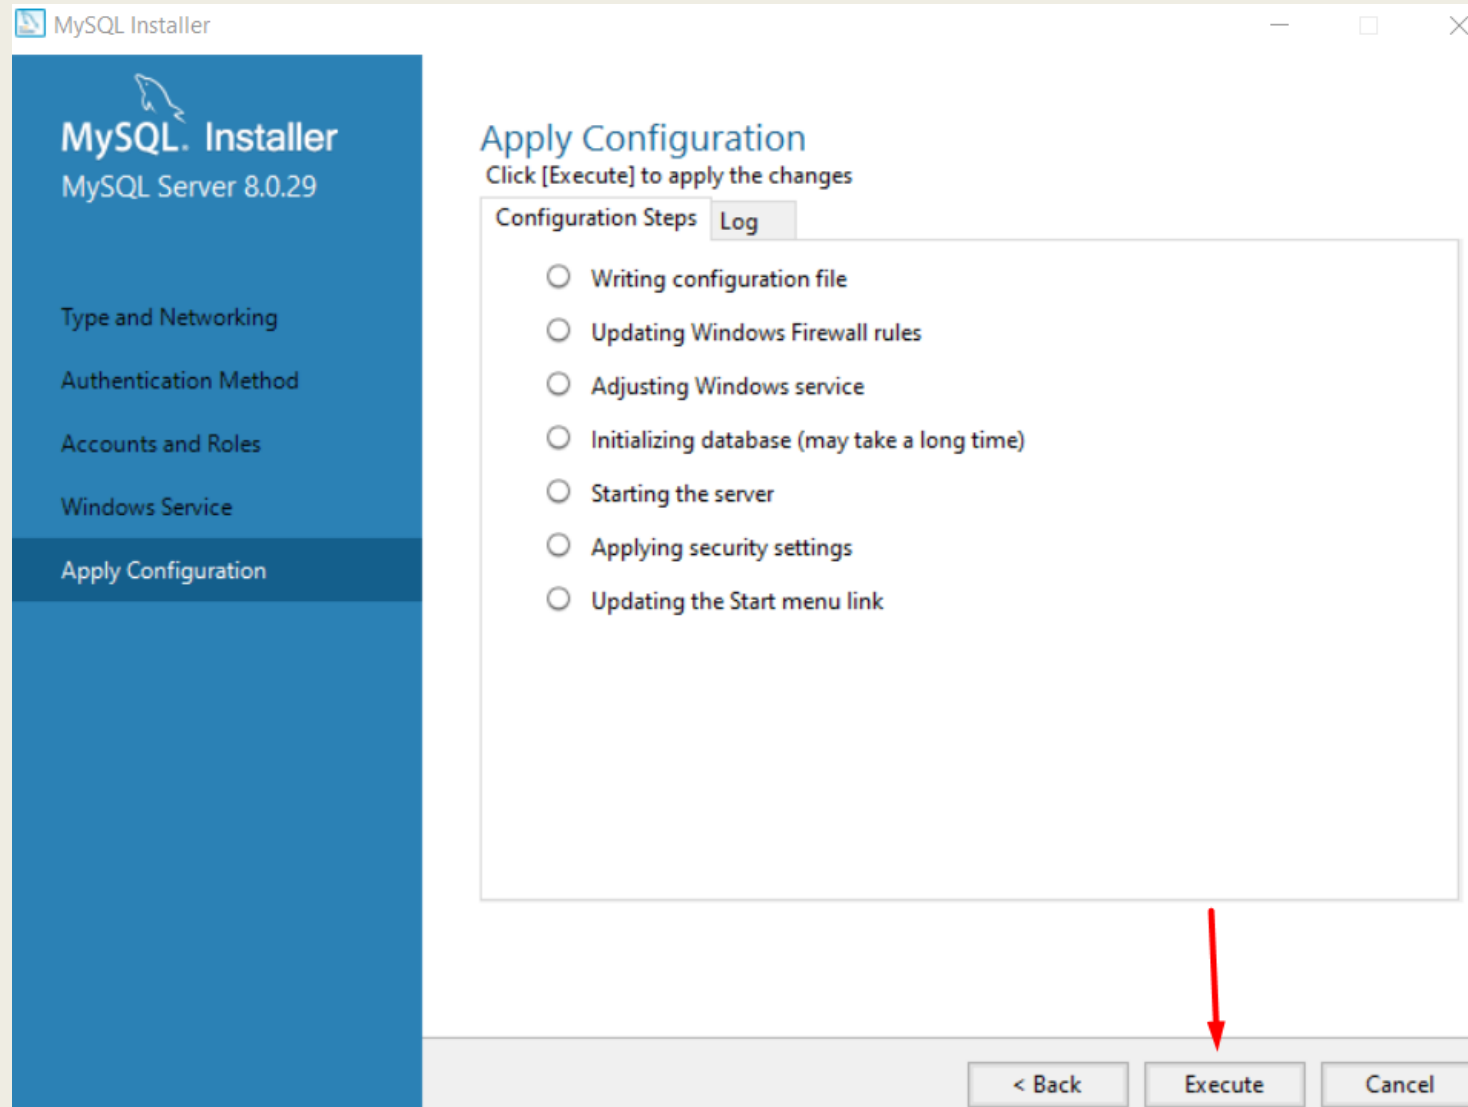 MySQL Installer
MySQL. Installer
MySQL Server 8.0.29
Type and Networking
Authentication Method
Accounts and Roles
Windows Service
Apply Configuration
Apply Configuration
Click [Execute] to apply the changes
Configuration Steps
Log
Writing configuration file
Updating Windows Firewall rules
Adjusting Windows service
Initializing database (may take a long time)
Starting the server
Applying security settings
Updating the Start menu link
< Back
Execute
Cancel